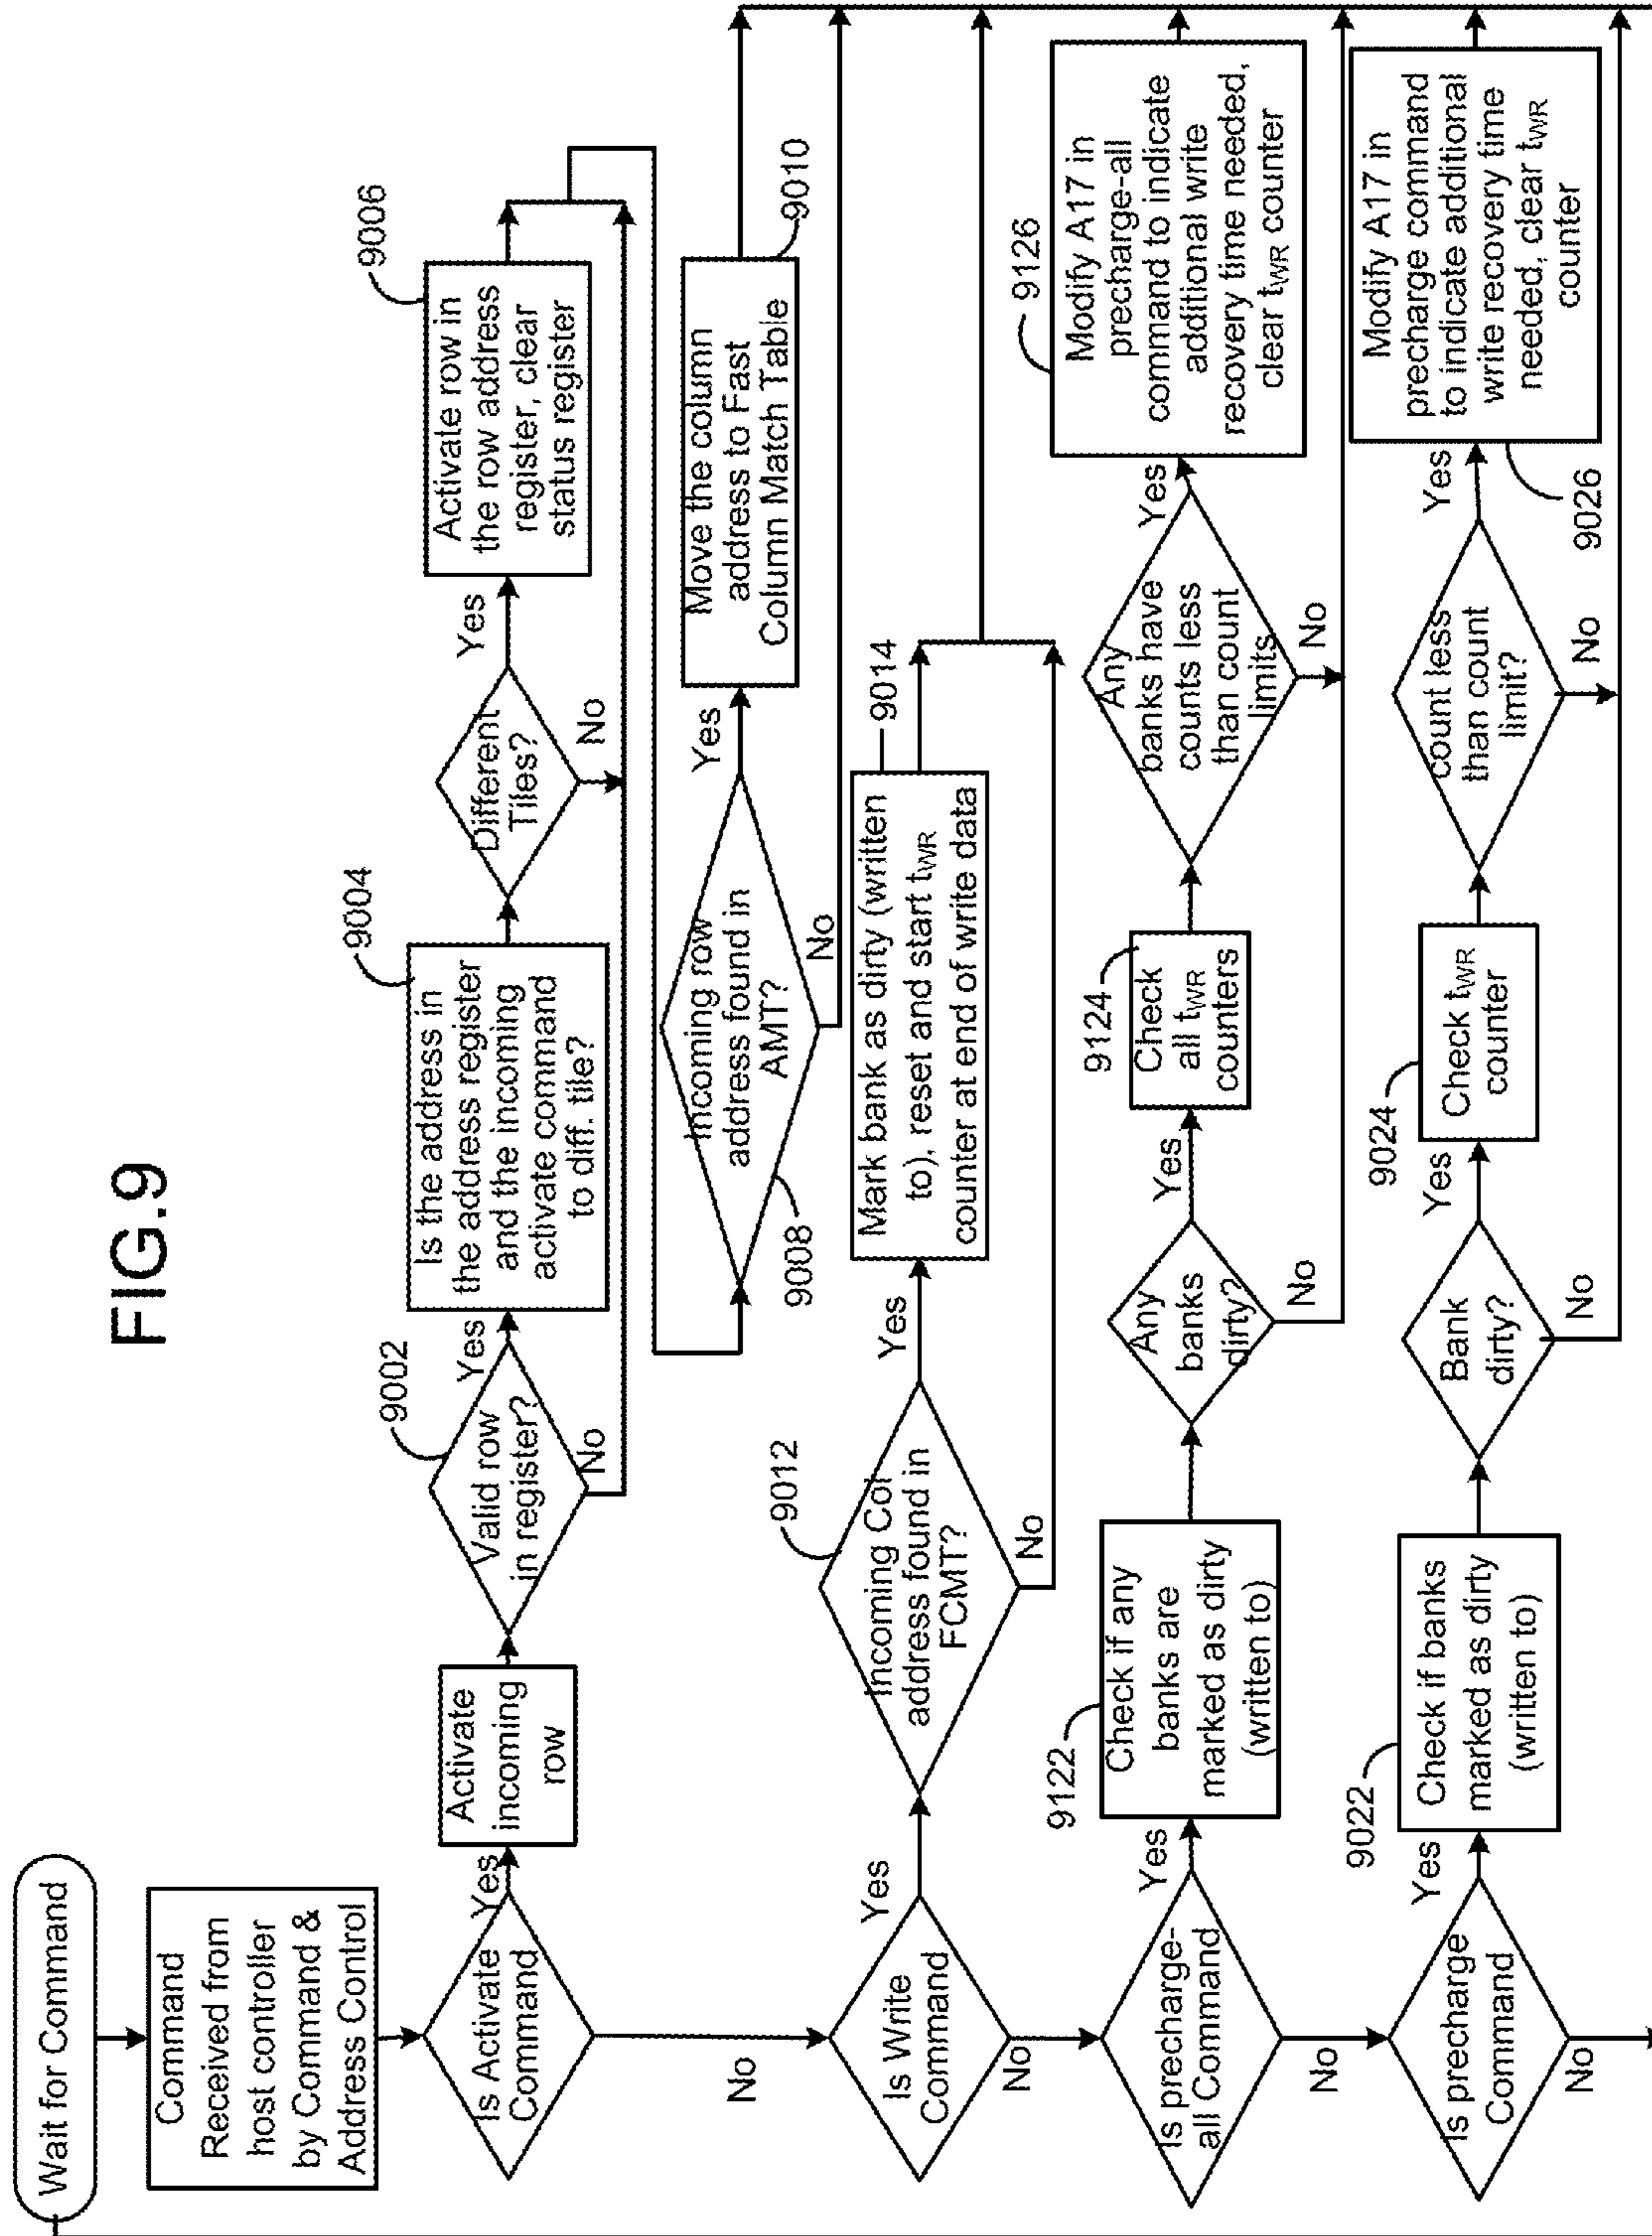 FIG.9
Wait for Command
Command
Received from
host controller
by Command &
Address Control
Is Activate
Command
Yes
No
Activate
incoming
row
9002
Valid row
in register?
Yes
No
9004
Is the address in
the address register
and the incoming
activate command
to diff. tile?
Different
Tiles?
Yes
No
9006
Activate row in
the row address
register, clear
status register
9008
Incoming row
address found in
AMT?
Yes
No
9010
Move the column
address to Fast
Column Match Table
Is Write
Command
Yes
No
9012
Incoming Col
address found in
FCMT?
Yes
No
9014
Mark bank as dirty (written
to), reset and start tWR
counter at end of write data
Is precharge-
all Command
Yes
No
9122
Check if any
banks are
marked as dirty
(written to)
Any
banks
dirty?
Yes
No
9124
Check
all tWR
counters
Any
banks have
counts less
than count
limits
Yes
No
9126
Modify A17 in
precharge-all
command to indicate
additional write
recovery time needed,
clear tWR counter
Is precharge
Command
Yes
No
9022
Check if banks
marked as dirty
(written to)
Bank
dirty?
Yes
No
9024
Check tWR
counter
count less
than count
limit?
Yes
No
9026
Modify A17 in
precharge command
to indicate additional
write recovery time
needed, clear tWR
counter